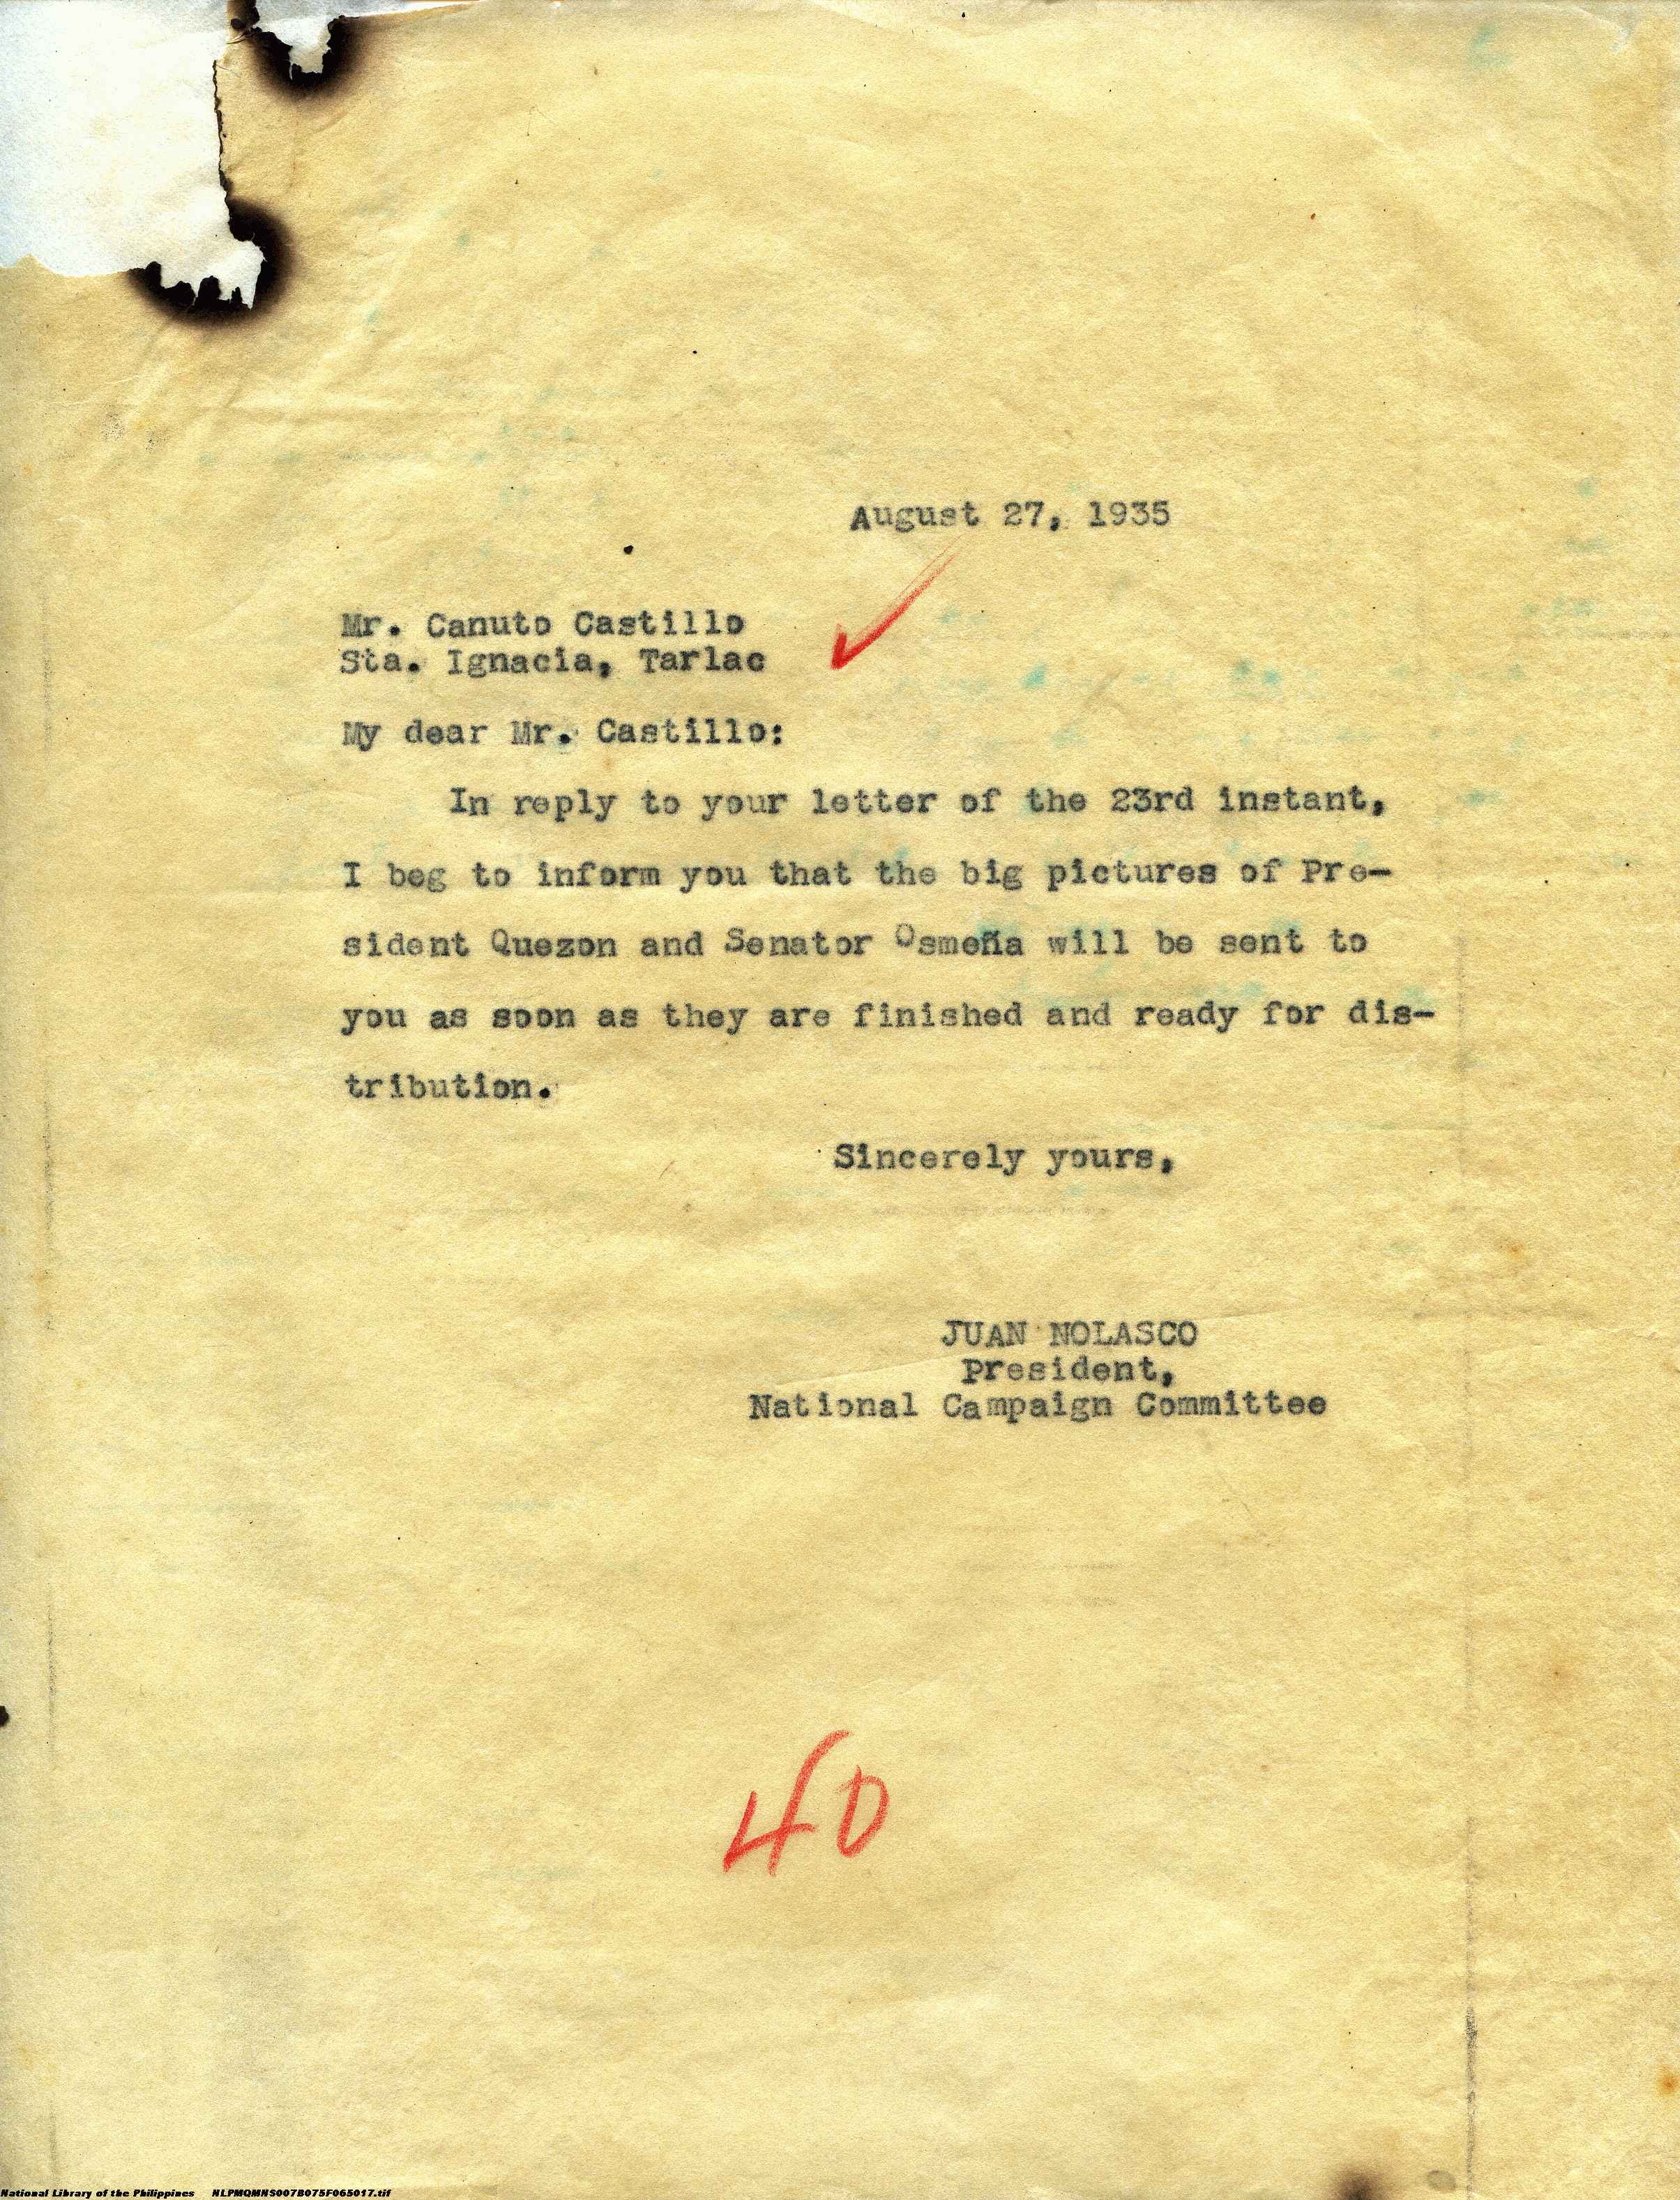 August 27, 1935
Mr. Canuto Castillo
Sta. Ignacia, Tarlac
My dear Mr. Castillo:
In reply to your letter of the 23rd instant,
I beg to inform you that the big pictures of Pre-
sident Quezon and Senator Osmeña will be sent to
you as soon as they are finished and ready for dis-
tribution.
Sincerely yours,
JUAN NOLASCO
President,
National Campaign Committee
40
National Library of the Philippines NLPMQMNS007B075F065017.tif